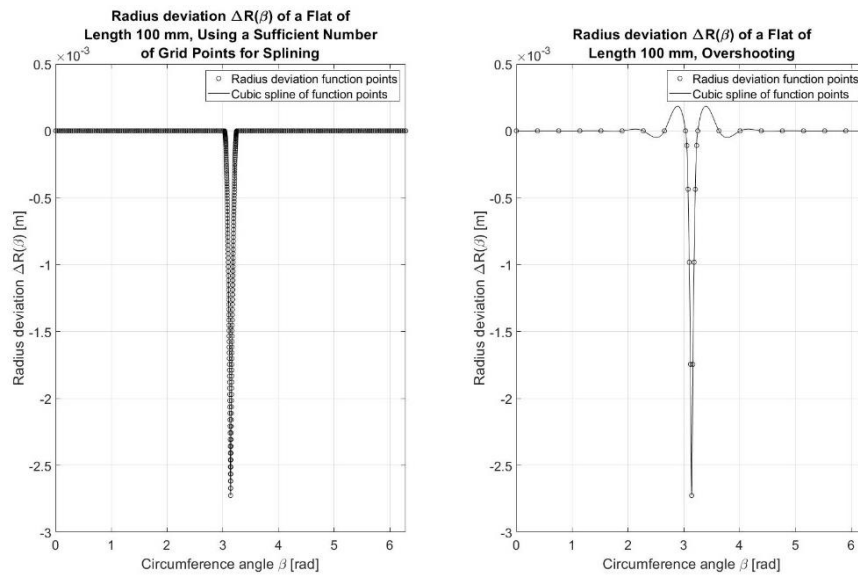 Radius deviation ΔR(β) of a Flat of
Length 100 mm, Using a Sufficient Number
of Grid Points for Splining
×10⁻³
0.5
0
-0.5
-1
-1.5
-2
-2.5
-3
Radius deviation ΔR(β) [m]
Radius deviation function points
Cubic spline of function points
0 1 2 3 4 5 6
Circumference angle β [rad]
Radius deviation ΔR(β) of a Flat of
Length 100 mm, Overshooting
×10⁻³
0.5
0
-0.5
-1
-1.5
-2
-2.5
-3
Radius deviation ΔR(β) [m]
Radius deviation function points
Cubic spline of function points
0 1 2 3 4 5 6
Circumference angle β [rad]